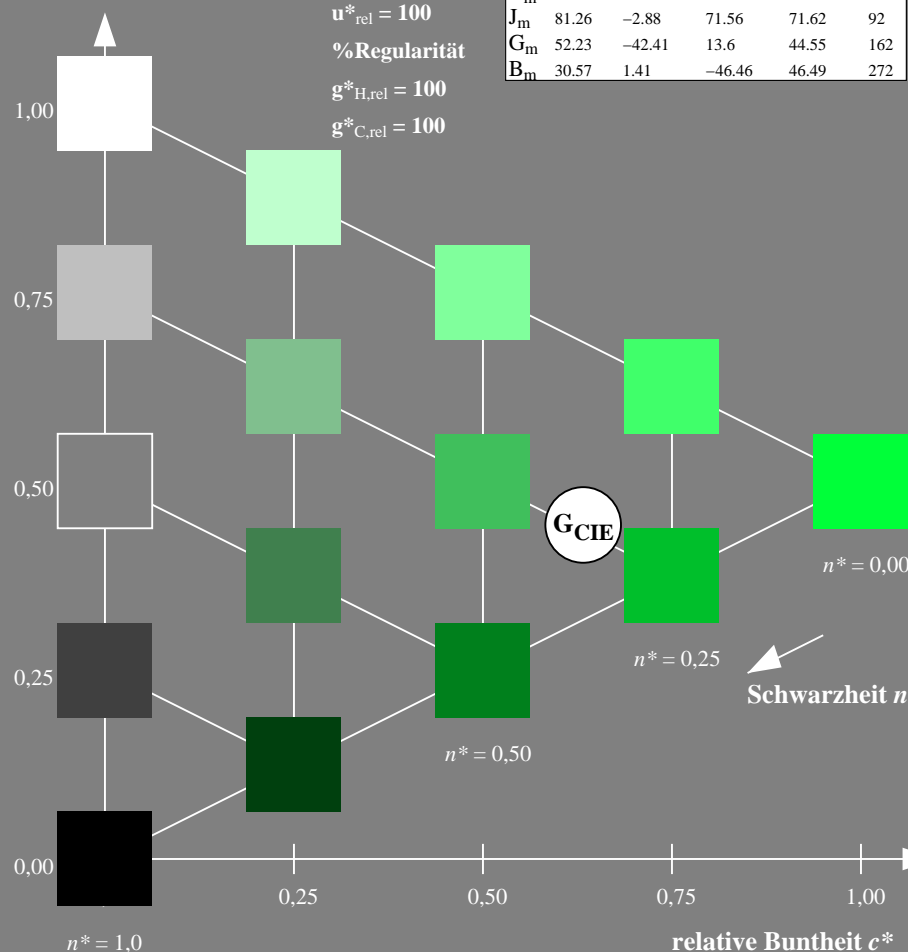 u*rel = 100
%Regularität
g*H,rel = 100
g*C,rel = 100
Jm 81.26 −2.88 71.56 71.62 92
Gm 52.23 −42.41 13.6 44.55 162
Bm 30.57 1.41 −46.46 46.49 272
1,00
0,75
0,50
GCIE
n* = 0,00
n* = 0,25
0,25
Schwarzheit n
n* = 0,50
0,00
0,25 0,50 0,75 1,00
n* = 1,0
relative Buntheit c*